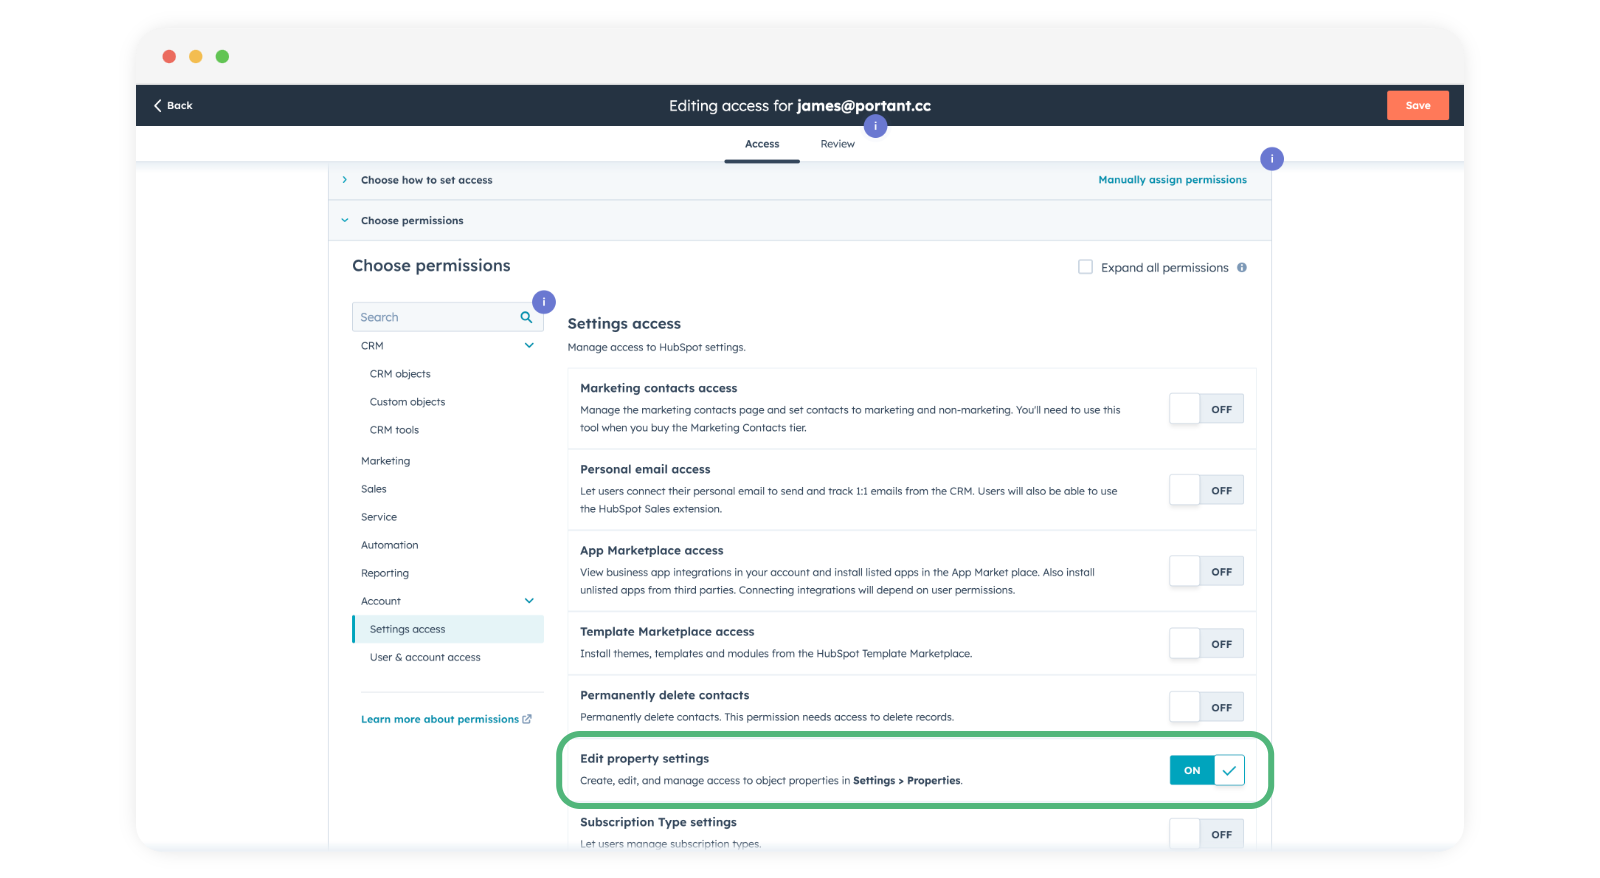 Back
Editing access for james@portant.cc
Save
Access
Review
i
i
Choose how to set access
Manually assign permissions
Choose permissions
Choose permissions
Expand all permissions
i
Search
i
CRM
CRM objects
Custom objects
CRM tools
Marketing
Sales
Service
Automation
Reporting
Account
Settings access
User & account access
Learn more about permissions
Settings access
Manage access to HubSpot settings.
Marketing contacts access
Manage the marketing contacts page and set contacts to marketing and non-marketing. You'll need to use this
tool when you buy the Marketing Contacts tier.
OFF
Personal email access
Let users connect their personal email to send and track 1:1 emails from the CRM. Users will also be able to use
the HubSpot Sales extension.
OFF
App Marketplace access
View business app integrations in your account and install listed apps in the App Market place. Also install
unlisted apps from third parties. Connecting integrations will depend on user permissions.
OFF
Template Marketplace access
Install themes, templates and modules from the HubSpot Template Marketplace.
OFF
Permanently delete contacts
Permanently delete contacts. This permission needs access to delete records.
OFF
Edit property settings
Create, edit, and manage access to object properties in Settings > Properties.
ON
Subscription Type settings
Let users manage subscription types.
OFF